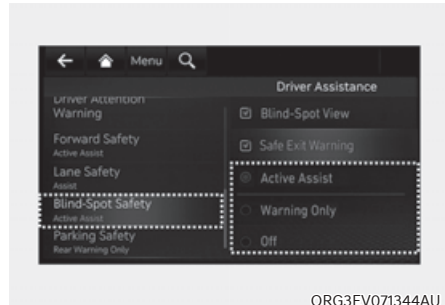 Menu
Driver Assistance
Driver Attention
Warning
Forward Safety
Active Assist
Lane Safety
Assist
Blind-Spot Safety
Active Assist
Parking Safety
Rear Warning Only
Blind-Spot View
Safe Exit Warning
Active Assist
Warning Only
Off
ORG3EV071344AU